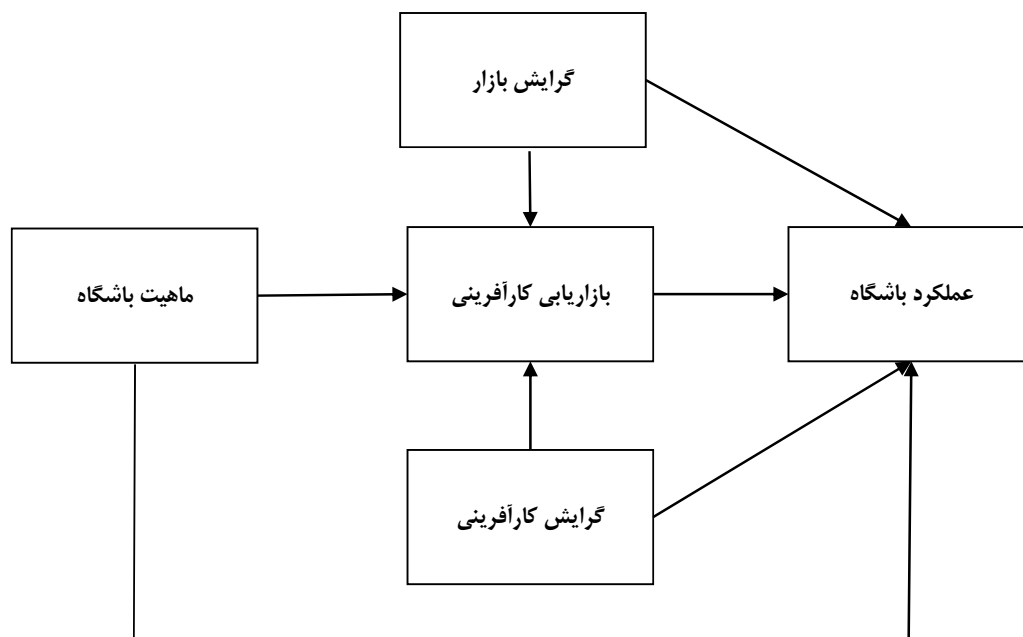 گرایش بازار
ماهیت باشگاه
بازاریابی کارآفرینی
عملکرد باشگاه
گرایش کارآفرینی